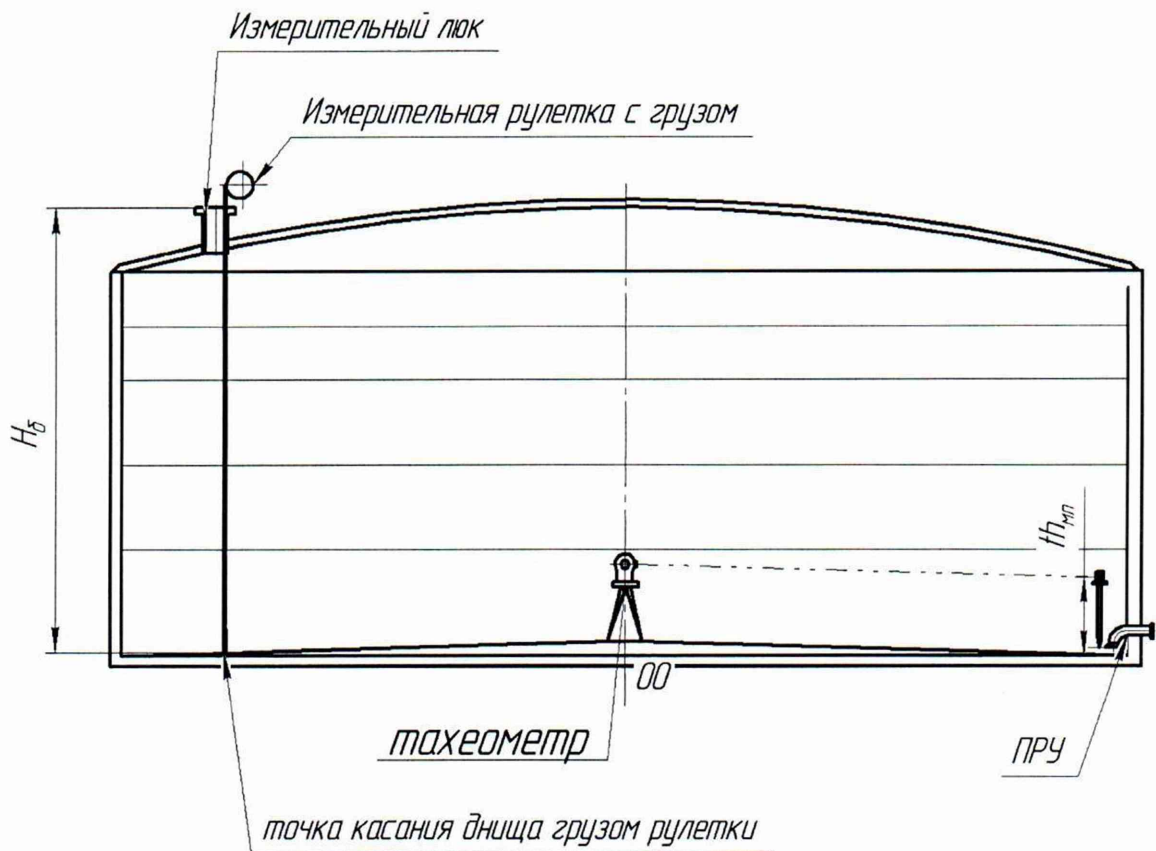 Измерительный люк
Измерительная рулетка с грузом
Hб
thмп
ОО
тахеометр
ПРУ
точка касания днища грузом рулетки